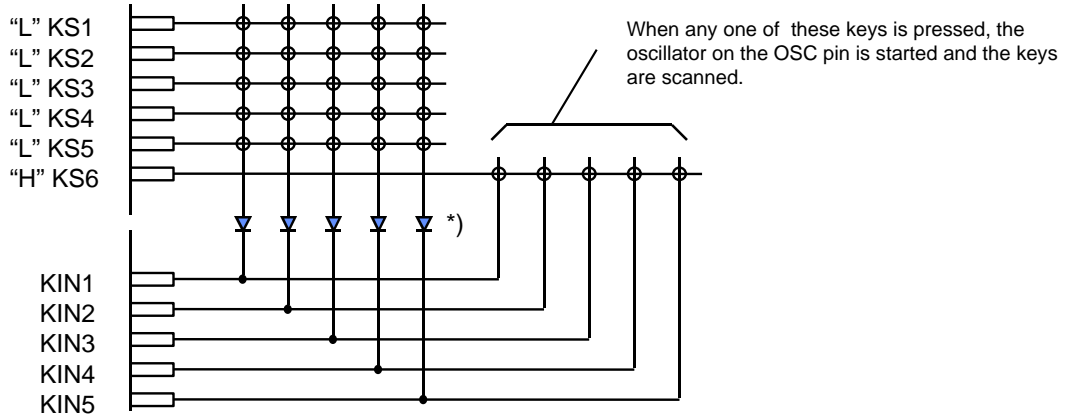 “L” KS1
“L” KS2
“L” KS3
“L” KS4
“L” KS5
“H” KS6
When any one of these keys is pressed, the
oscillator on the OSC pin is started and the keys
are scanned.
*)
KIN1
KIN2
KIN3
KIN4
KIN5